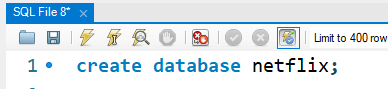 SQL File 8*
Limit to 400 row
1
create database netflix;